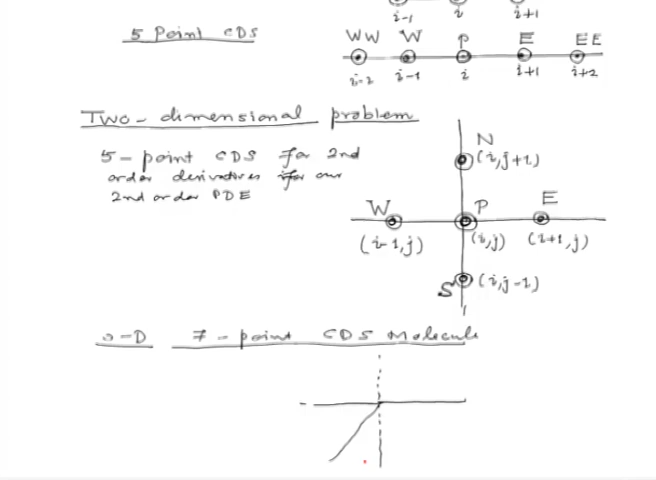 i-1 i i+1
5 Point CDS
WW W P E EE
i-2 i-1 i i+1 i+2
Two-dimensional problem
5-point CDS for 2nd
order derivatives for our
2nd order PDE
N
(i,j+1)
W P E
(i-1,j) (i,j) (i+1,j)
S (i,j-1)
3-D 7-point CDS Molecule